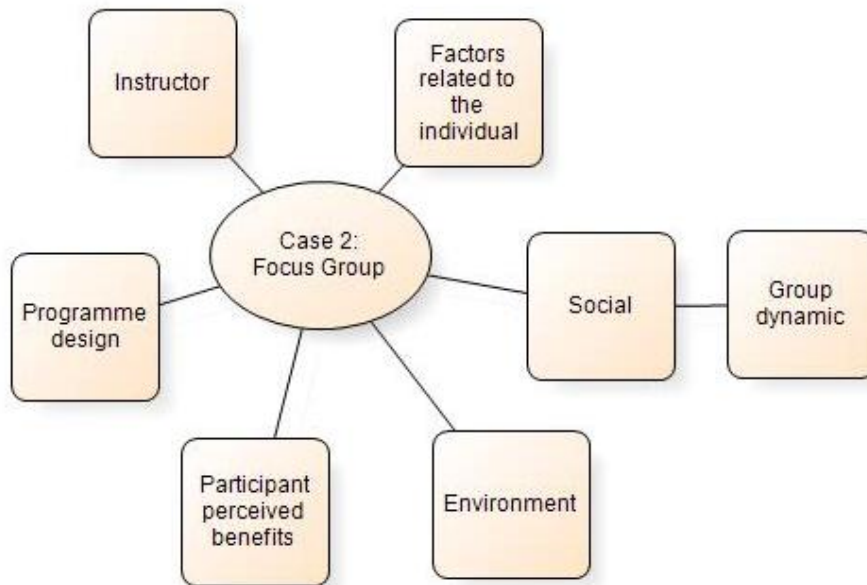 Instructor
Factors
related to
the
individual
Case 2:
Focus Group
Social
Group
dynamic
Programme
design
Participant
perceived
benefits
Environment